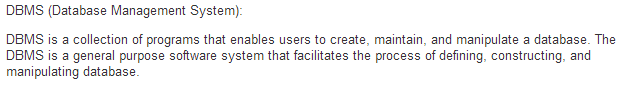 DBMS (Database Management System):
DBMS is a collection of programs that enables users to create, maintain, and manipulate a database. The
DBMS is a general purpose software system that facilitates the process of defining, constructing, and
manipulating database.